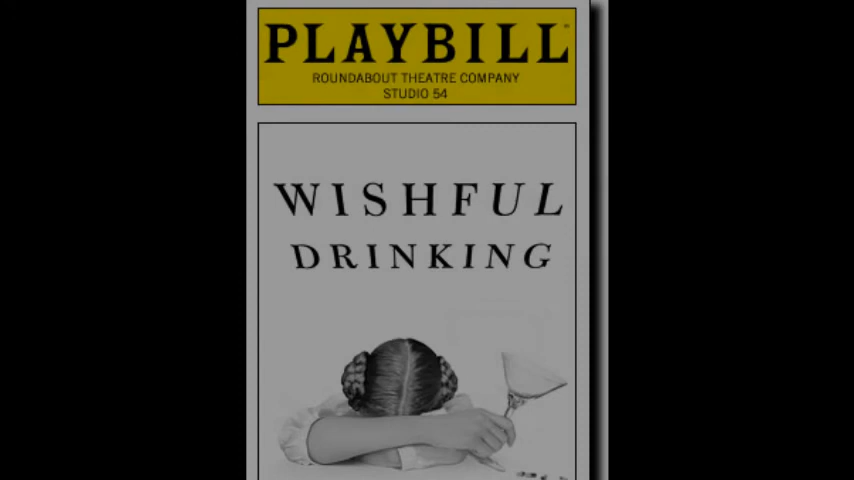 PLAYBILL
ROUNDABOUT THEATRE COMPANY
STUDIO 54
WISHFUL
DRINKING